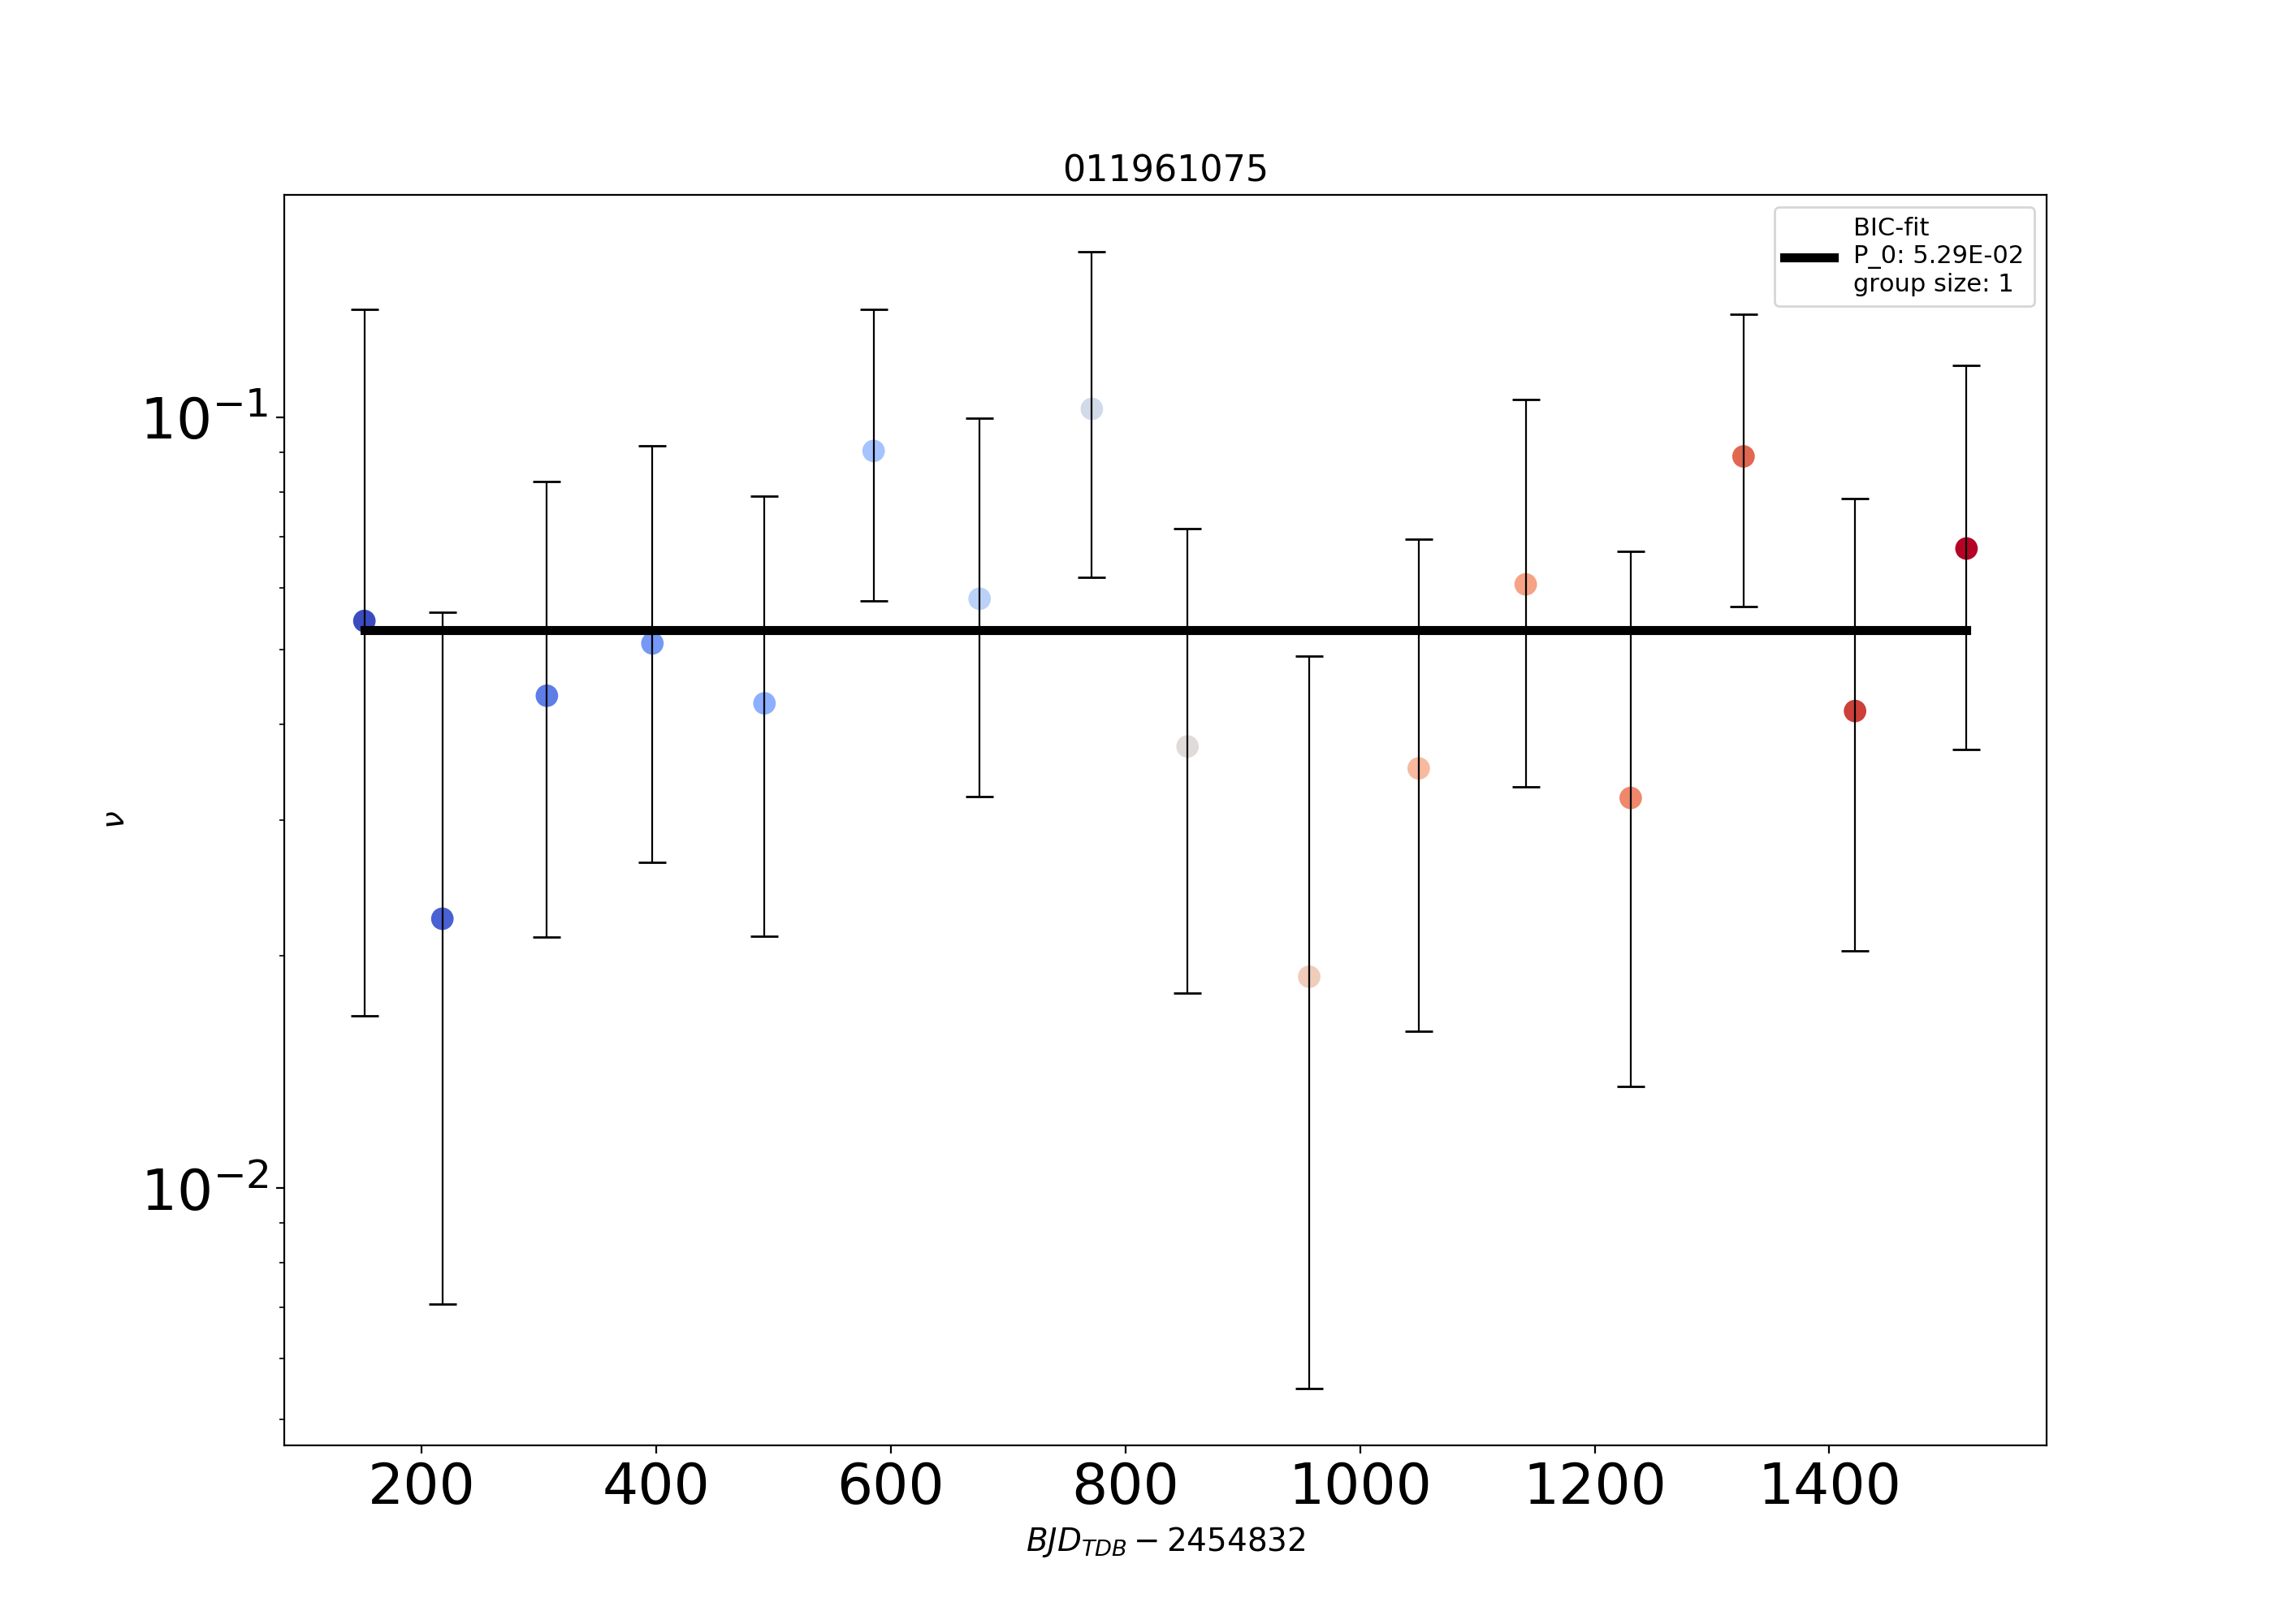 011961075
BIC-fit
P_0: 5.29E-02
group size: 1
10⁻¹
10⁻²
ν
200 400 600 800 1000 1200 1400
BJD_TDB − 2454832